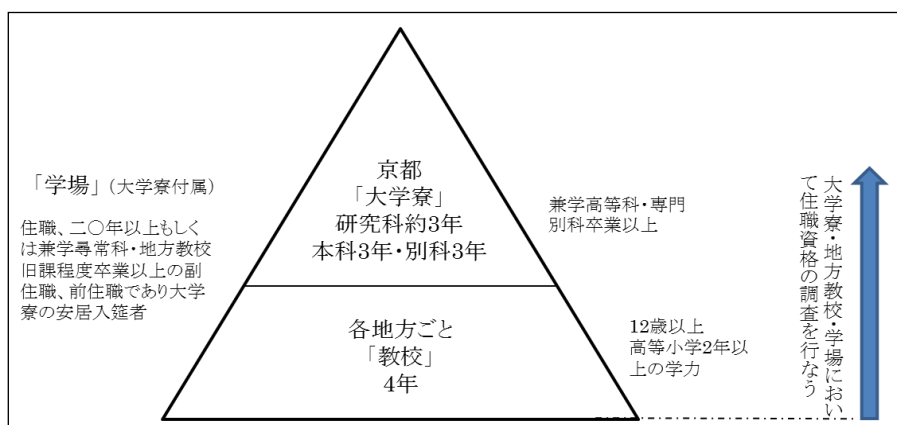 「学場」（大学寮付属）
住職、二〇年以上もしく
は兼学尋常科・地方教校
旧課程度卒業以上の副
住職、前住職であり大学
寮の安居入筵者
京都
「大学寮」
研究科約3年
本科3年・別科3年
兼学高等科・専門
別科卒業以上
各地方ごと
「教校」
4年
12歳以上
高等小学2年以
上の学力
大学寮・地方教校・学場におい
て住職資格の調査を行なう